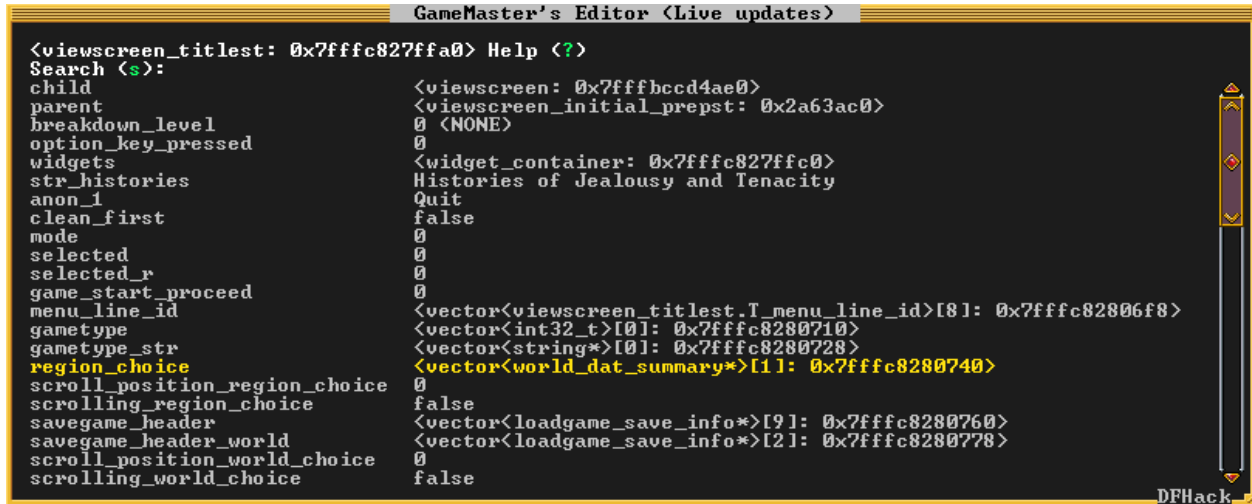 GameMaster's Editor (Live updates)
<viewscreen_titlest: 0x7fffc827ffa0> Help (?)
Search (s):
child <viewscreen: 0x7fffbccd4ae0>
parent <viewscreen_initial_prepst: 0x2a63ac0>
breakdown_level 0 (NONE)
option_key_pressed 0
widgets <widget_container: 0x7fffc827ffc0>
str_histories Histories of Jealousy and Tenacity
anon_1 Quit
clean_first false
mode 0
selected 0
selected_r 0
game_start_proceed 0
menu_line_id <vector<viewscreen_titlest.T_menu_line_id>[8]: 0x7fffc82806f8>
gametype <vector<int32_t>[0]: 0x7fffc8280710>
gametype_str <vector<string*>[0]: 0x7fffc8280728>
region_choice <vector<world_dat_summary*>[1]: 0x7fffc8280740>
scroll_position_region_choice 0
scrolling_region_choice false
savegame_header <vector<loadgame_save_info*>[9]: 0x7fffc8280760>
savegame_header_world <vector<loadgame_save_info*>[2]: 0x7fffc8280778>
scroll_position_world_choice 0
scrolling_world_choice false
DFHack